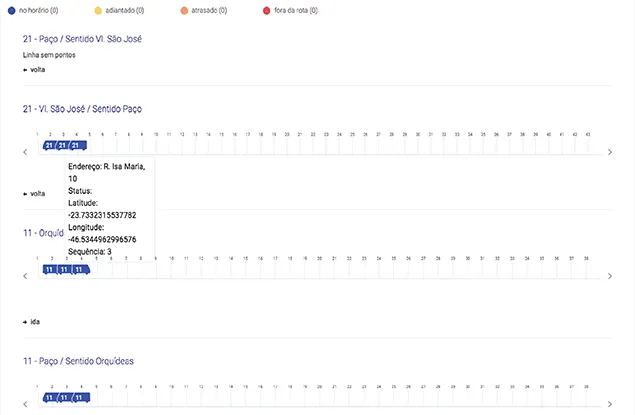 no horário (0) adiantado (0) atrasado (0) fora da rota (0)
21 - Paço / Sentido Vl. São José
Linha sem pontos
volta
21 - Vl. São José / Sentido Paço
1 2 3 4 5 6 7 8 9 10 11 12 13 14 15 16 17 18 19 20 21 22 23 24 25 26 27 28 29 30 31 32 33 34 35 36 37 38 39 40 41 42 43
21 21 21
Endereço: R. Isa Maria,
10
Status:
Latitude:
-23.7332315537782
Longitude:
-46.5344962996576
Sequência: 3
volta
11 - Orquíd
8 9 10 11 12 13 14 15 16 17 18 19 20 21 22 23 24 25 26 27 28 29 30 31 32 33 34 35 36 37 38
11 11 11
ida
11 - Paço / Sentido Orquídeas
1 2 3 4 5 6 7 8 9 10 11 12 13 14 15 16 17 18 19 20 21 22 23 24 25 26 27 28 29 30 31 32 33 34 35 36 37 38
11 11 11